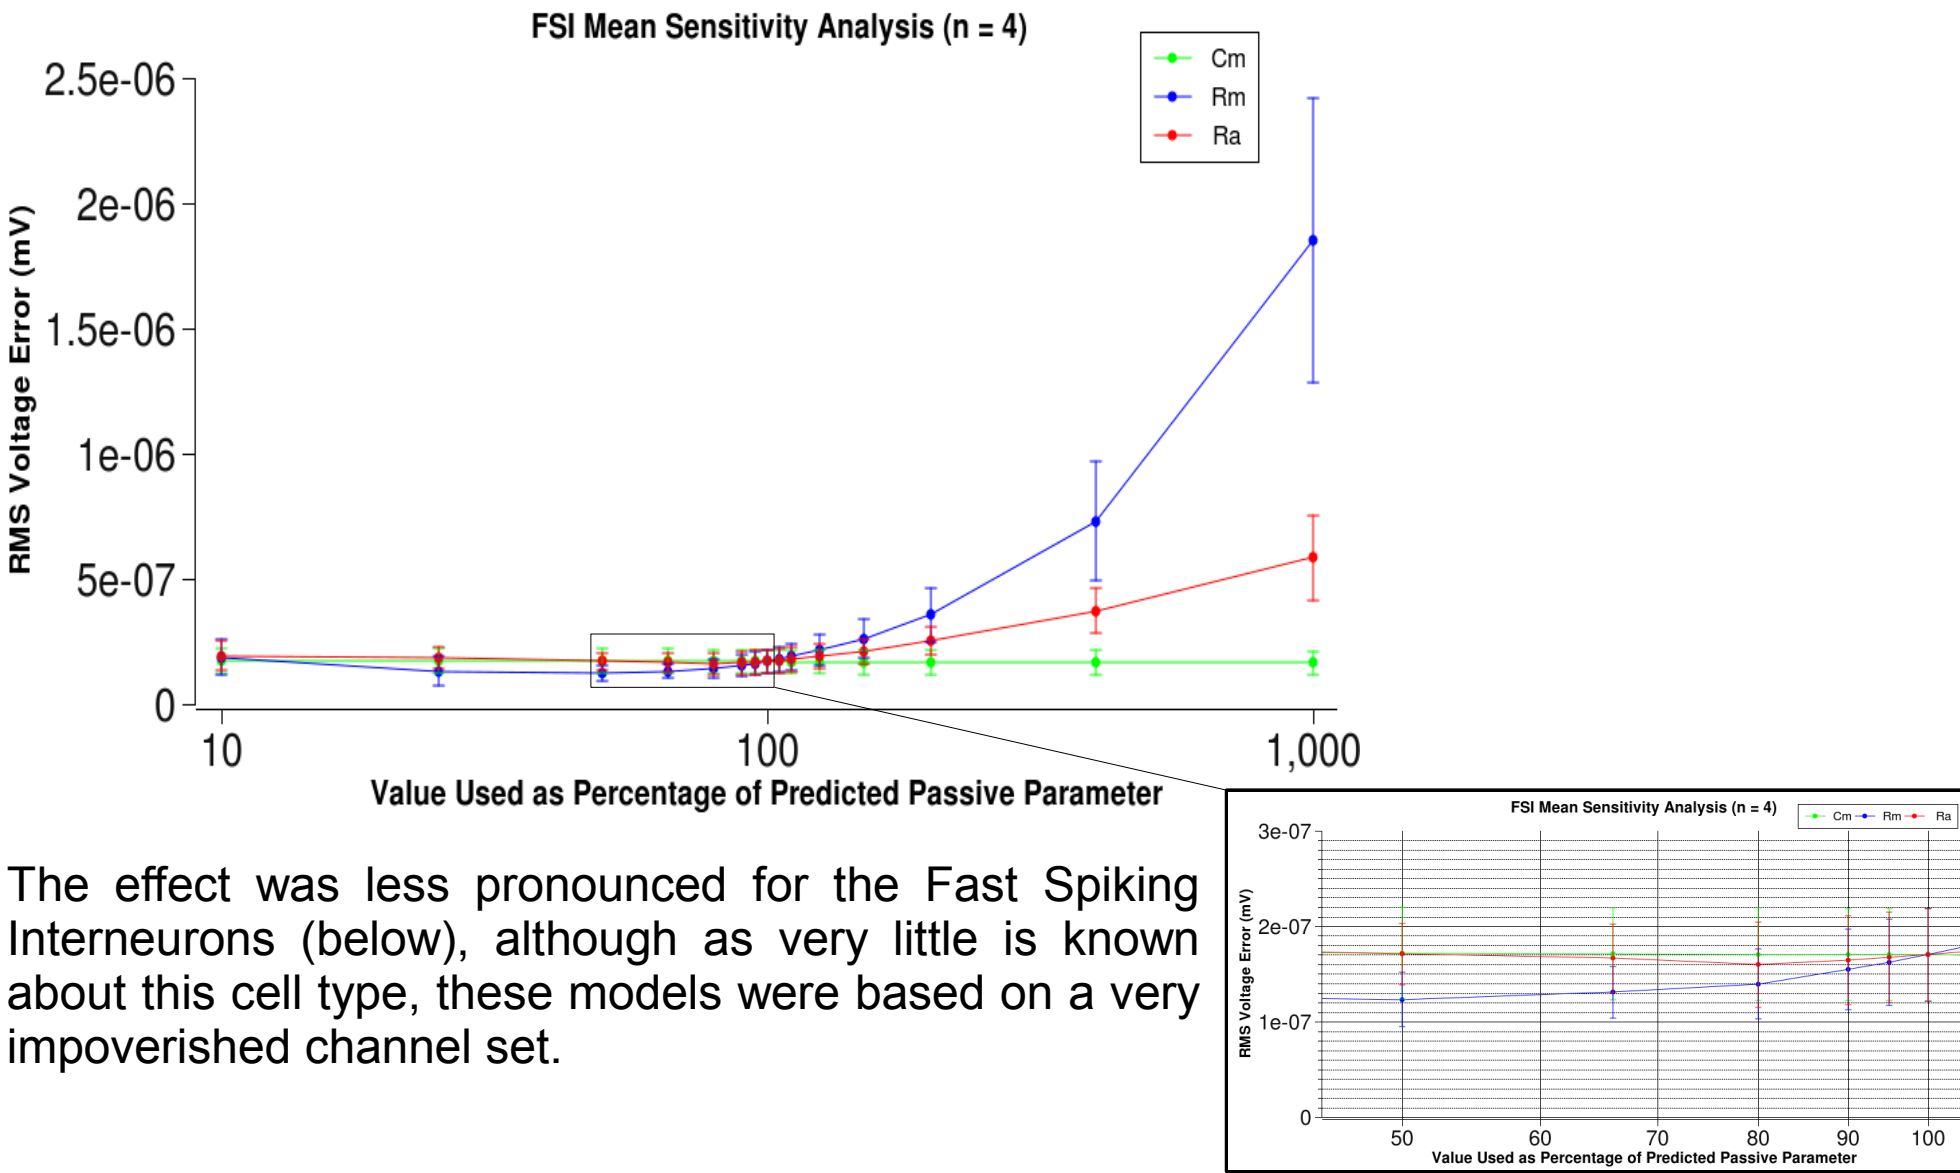 FSI Mean Sensitivity Analysis (n = 4)
Cm
Rm
Ra
2.5e-06
2e-06
1.5e-06
1e-06
5e-07
0
RMS Voltage Error (mV)
10 100 1,000
Value Used as Percentage of Predicted Passive Parameter
The effect was less pronounced for the Fast Spiking
Interneurons (below), although as very little is known
about this cell type, these models were based on a very
impoverished channel set.
FSI Mean Sensitivity Analysis (n = 4)
Cm Rm Ra
3e-07
2e-07
1e-07
0
RMS Voltage Error (mV)
50 60 70 80 90 100
Value Used as Percentage of Predicted Passive Parameter